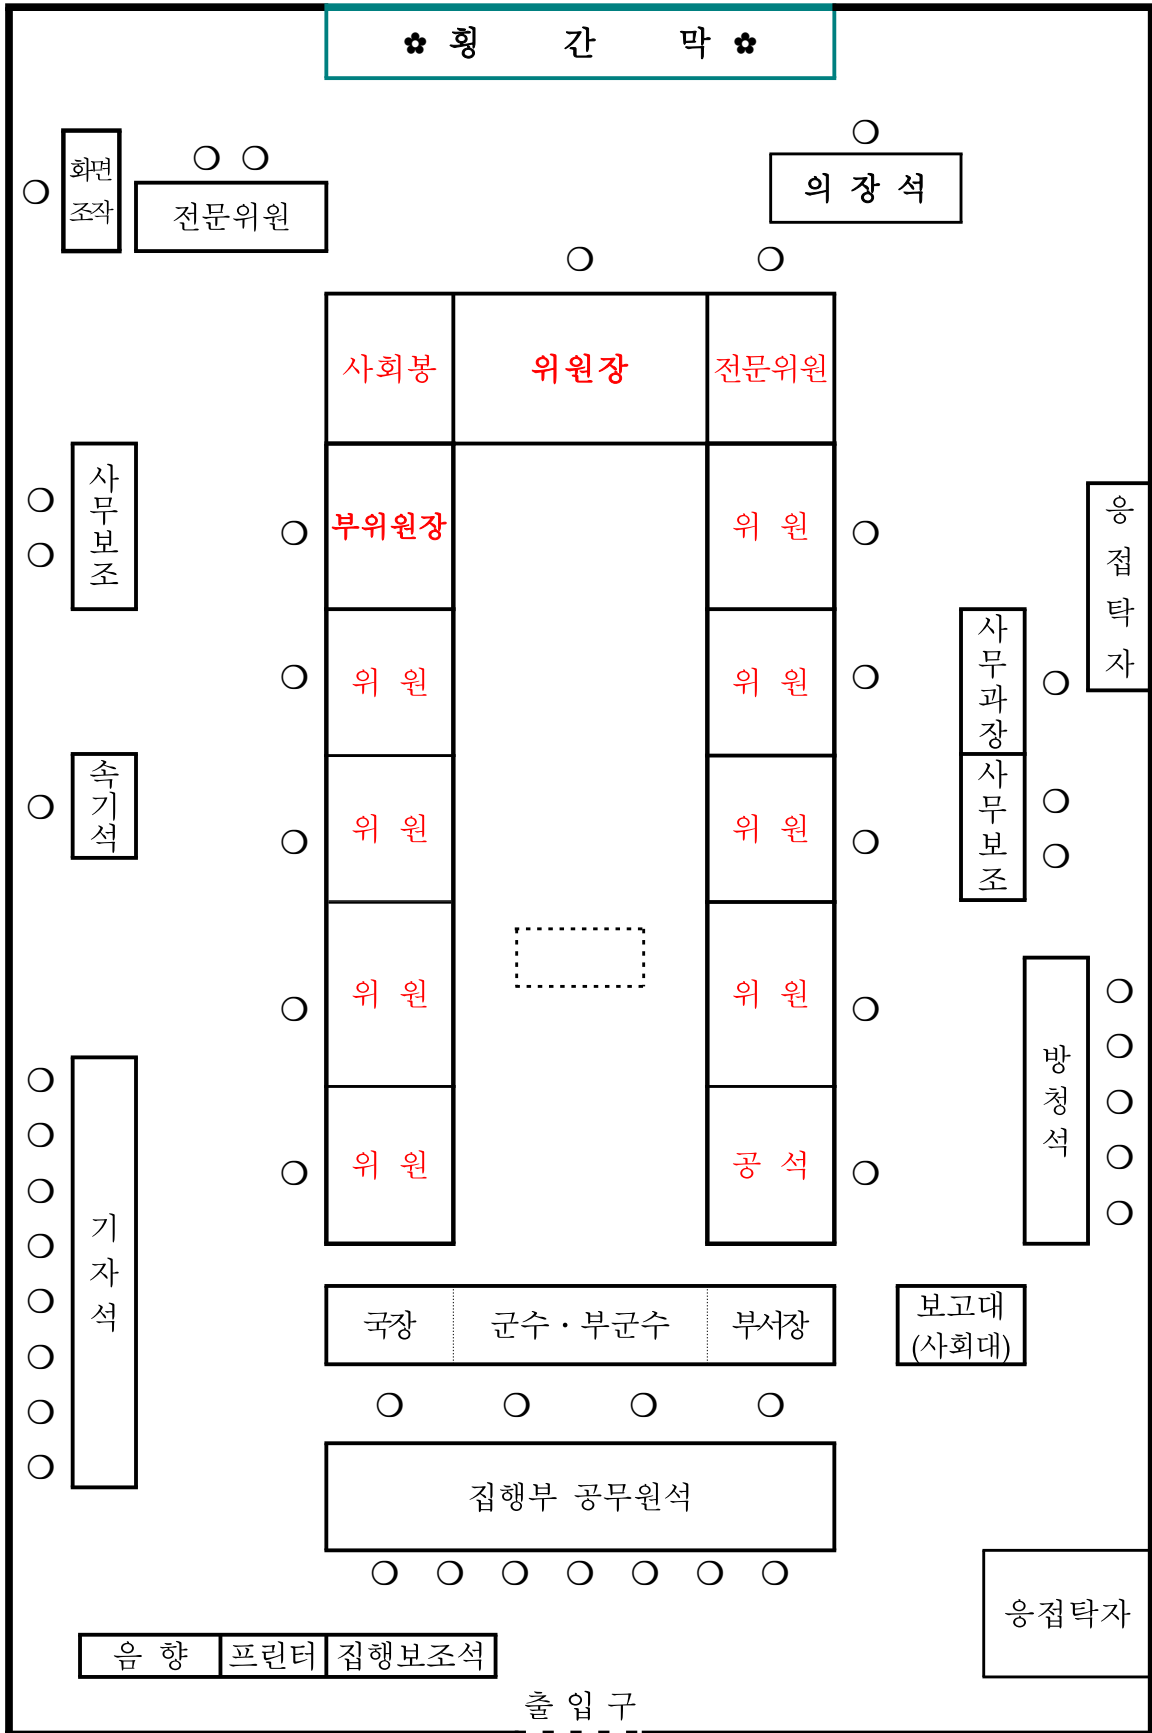 ✿ 횡 간 막 ✿
화면
조작
전문위원
의 장 석
사회봉
위원장
전문위원
사
무
보
조
부위원장
위 원
응
접
탁
자
위 원
위 원
사
무
과
장
속
기
석
위 원
위 원
사
무
보
조
위 원
위 원
방
청
석
기
자
석
위 원
공 석
국장
군수 · 부군수
부서장
보고대
(사회대)
집행부 공무원석
응접탁자
음 향
프린터
집행보조석
출 입 구